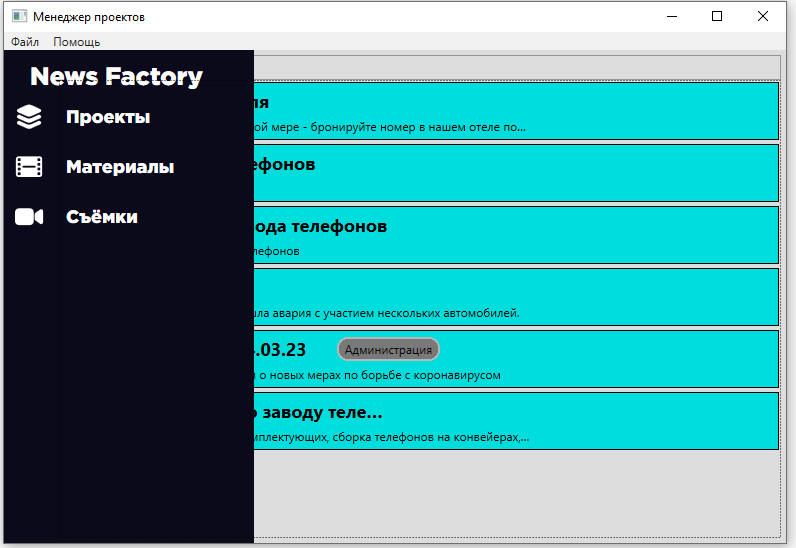 Менеджер проектов
Файл Помощь
News Factory
Проекты
Материалы
Съёмки
ой мере - бронируйте номер в нашем отеле по...
ефонов
ода телефонов
лефонов
ла авария с участием нескольких автомобилей.
.03.23
Администрация
о новых мерах по борьбе с коронавирусом
заводу теле...
мплектующих, сборка телефонов на конвейерах,...